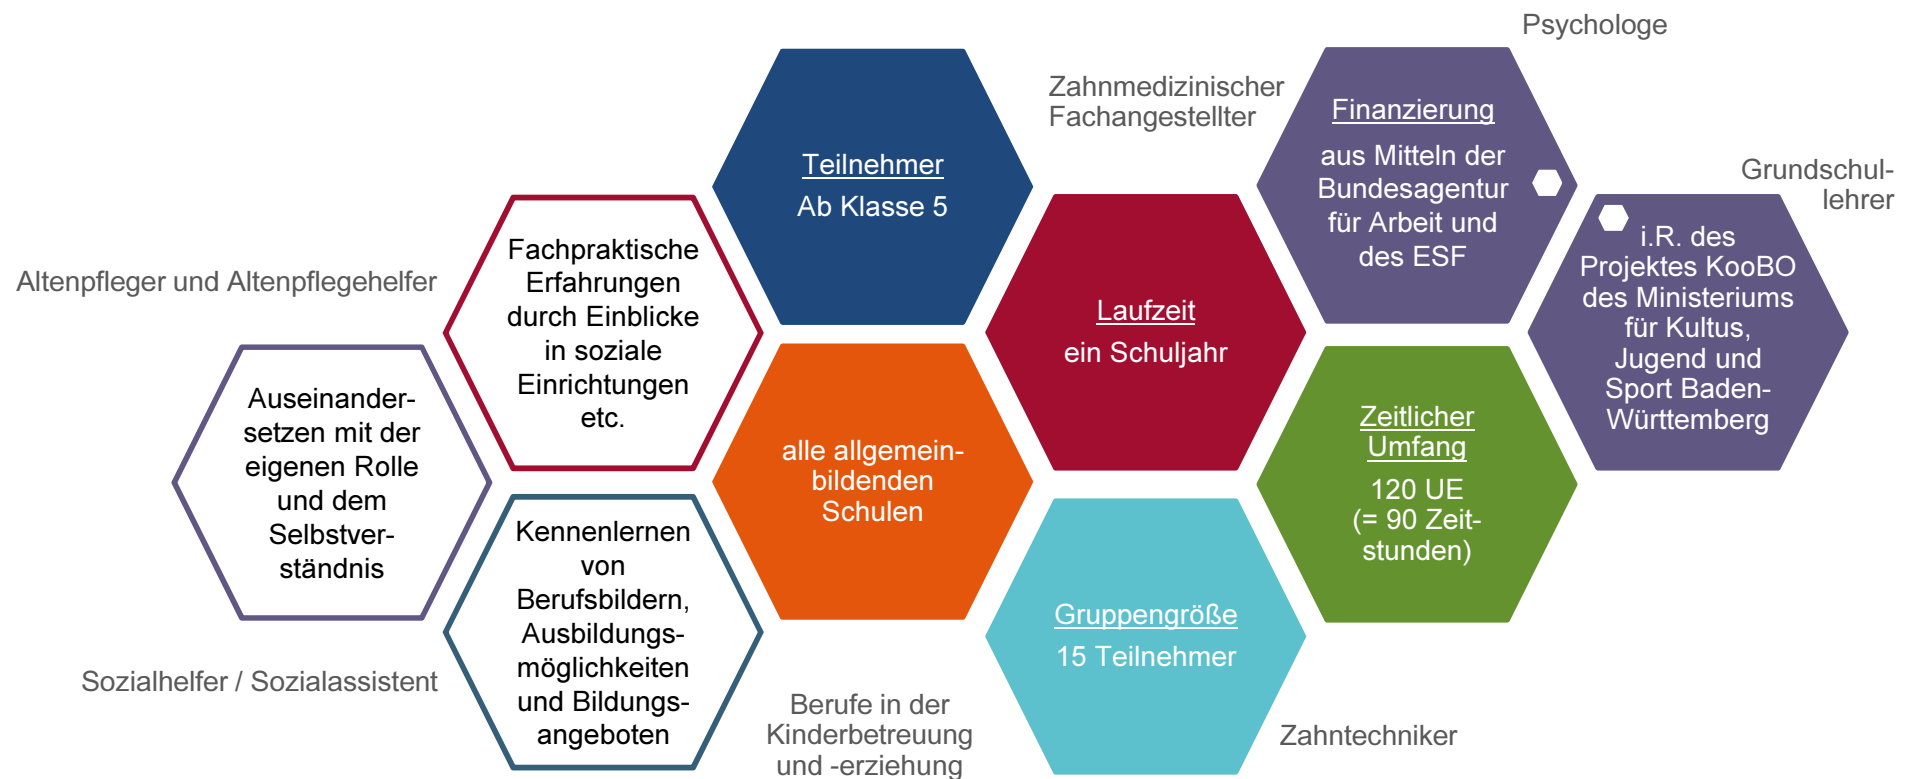 Psychologe
Zahnmedizinischer
Fachangestellter
Finanzierung
aus Mitteln der
Bundesagentur
für Arbeit und
des ESF
Teilnehmer
Ab Klasse 5
Grundschul-
lehrer
i.R. des
Projektes KooBO
des Ministeriums
für Kultus,
Jugend und
Sport Baden-
Württemberg
Altenpfleger und Altenpflegehelfer
Fachpraktische
Erfahrungen
durch Einblicke
in soziale
Einrichtungen
etc.
Laufzeit
ein Schuljahr
Auseinander-
setzen mit der
eigenen Rolle
und dem
Selbstver-
ständnis
alle allgemein-
bildenden
Schulen
Zeitlicher
Umfang
120 UE
(= 90 Zeit-
stunden)
Kennenlernen
von
Berufsbildern,
Ausbildungs-
möglichkeiten
und Bildungs-
angeboten
Gruppengröße
15 Teilnehmer
Sozialhelfer / Sozialassistent
Berufe in der
Kinderbetreuung
und -erziehung
Zahntechniker